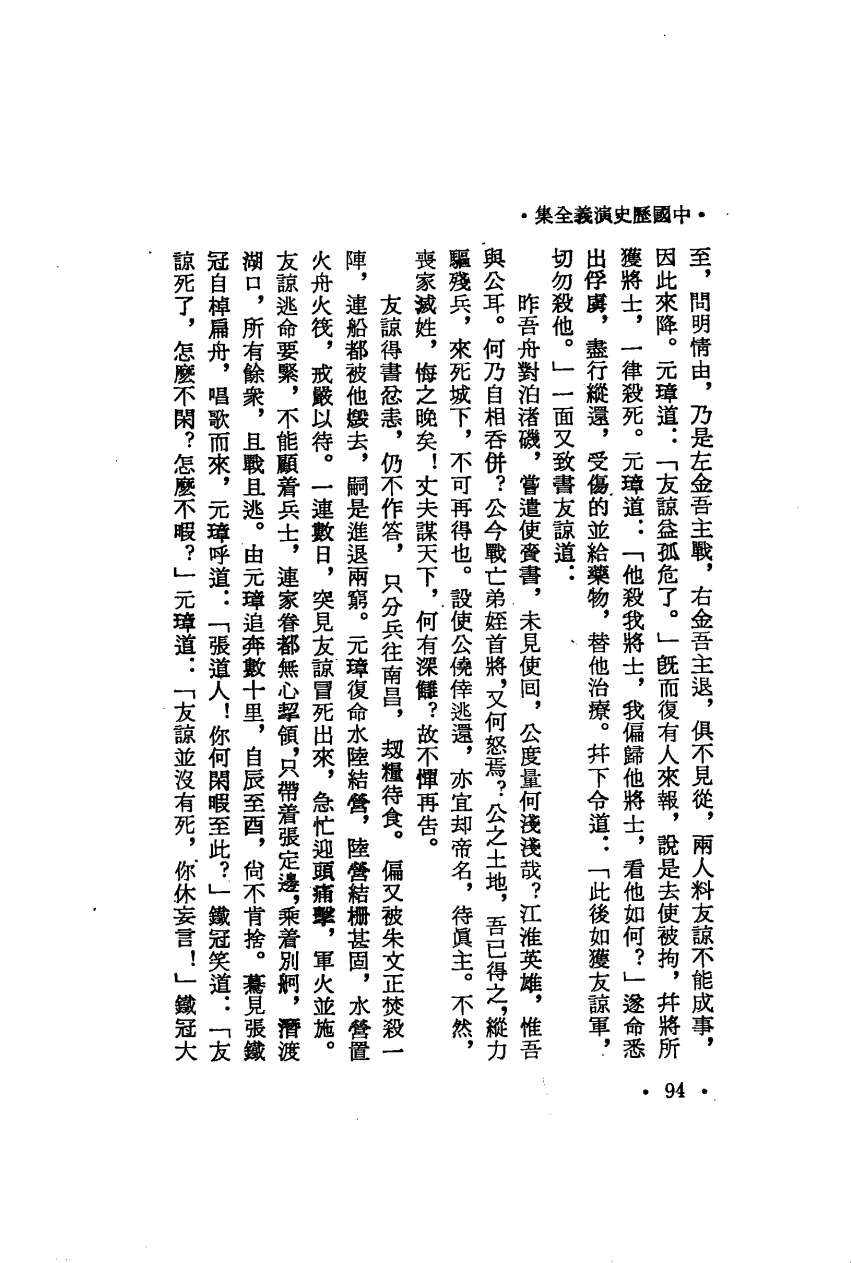 ·中國歷史演義全集·
至，問明情由，乃是左金吾主戰，右金吾主退，俱不見從，兩人料友諒不能成事，
因此來降。元璋道：「友諒益孤危了。」既而復有人來報，說是去使被拘，幷將所
獲將士，一律殺死。元璋道：「他殺我將士，我偏歸他將士，看他如何？」遂命悉
出俘虜，盡行縱還，受傷的並給藥物，替他治療。幷下令道：「此後如獲友諒軍，
切勿殺他。」一面又致書友諒道：
昨吾舟對泊渚磯，嘗遣使賫書，未見使回，公度量何淺淺哉？江淮英雄，惟吾
與公耳。何乃自相吞併？公今戰亡弟姪首將，又何怒焉？公之土地，吾已得之，縱力
驅殘兵，來死城下，不可再得也。設使公僥倖逃還，亦宜却帝名，待眞主。不然，
喪家滅姓，悔之晚矣！丈夫謀天下，何有深讎？故不憚再告。
友諒得書忿恚，仍不作答，只分兵往南昌，刼糧待食。偏又被朱文正焚殺一
陣，連船都被他燬去，嗣是進退兩窮。元璋復命水陸結營，陸營結柵甚固，水營置
火舟火筏，戒嚴以待。一連數日，突見友諒冒死出來，急忙迎頭痛擊，軍火並施。
友諒逃命要緊，不能顧着兵士，連家眷都無心挈領，只帶着張定邊，乘着別舸，潛渡
湖口，所有餘衆，且戰且逃。由元璋追奔數十里，自辰至酉，尙不肯捨。驀見張鐵
冠自棹扁舟，唱歌而來，元璋呼道：「張道人！你何閑暇至此？」鐵冠笑道：「友
諒死了，怎麼不閑？怎麼不暇？」元璋道：「友諒並沒有死，你休妄言！」鐵冠大
·94·